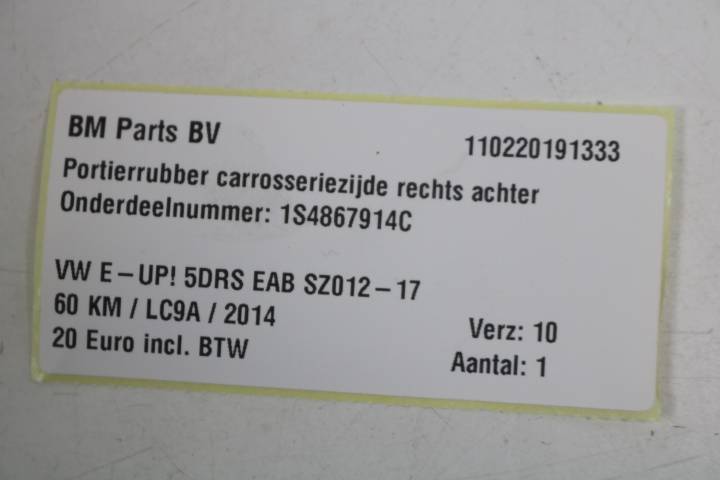 BM Parts BV 110220191333
Portierrubber carrosseriezijde rechts achter
Onderdeelnummer: 1S4867914C
VW E-UP! 5DRS EAB SZ012-17
60 KM / LC9A / 2014 Verz: 10
20 Euro incl. BTW Aantal: 1